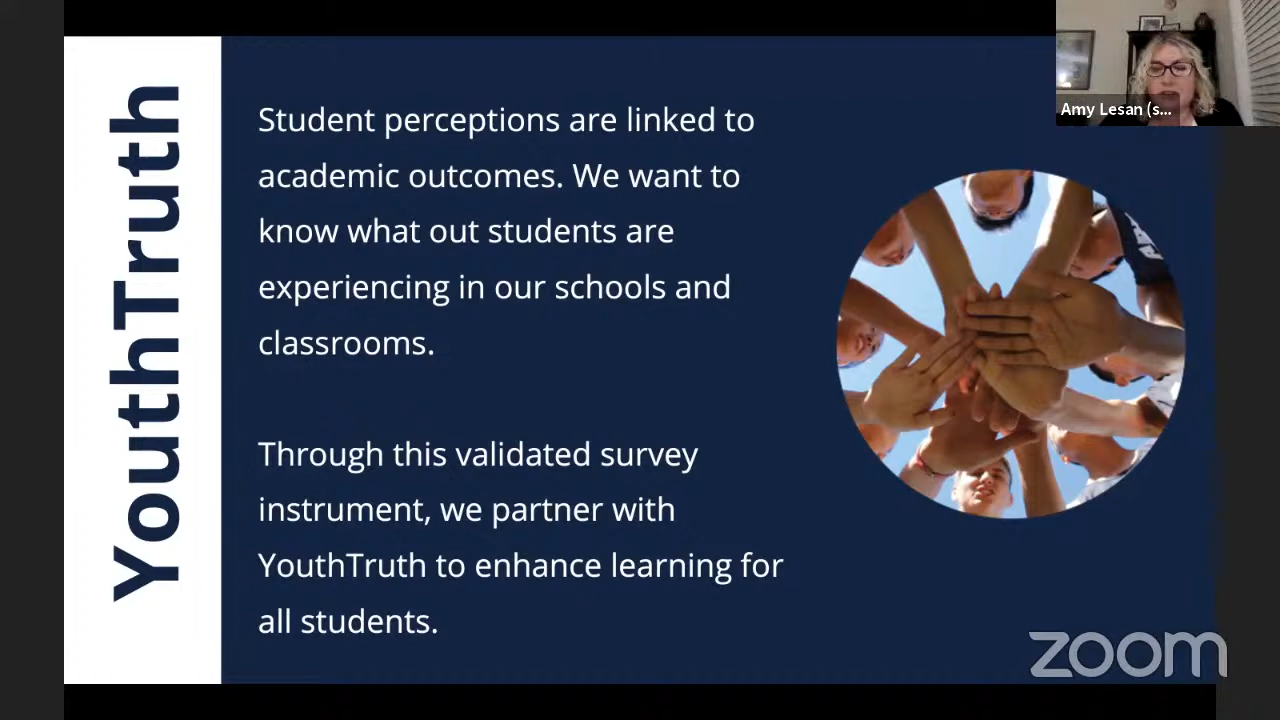 YouthTruth
Student perceptions are linked to
academic outcomes. We want to
know what out students are
experiencing in our schools and
classrooms.
Through this validated survey
instrument, we partner with
YouthTruth to enhance learning for
all students.
Amy Lesan (s...
zoom